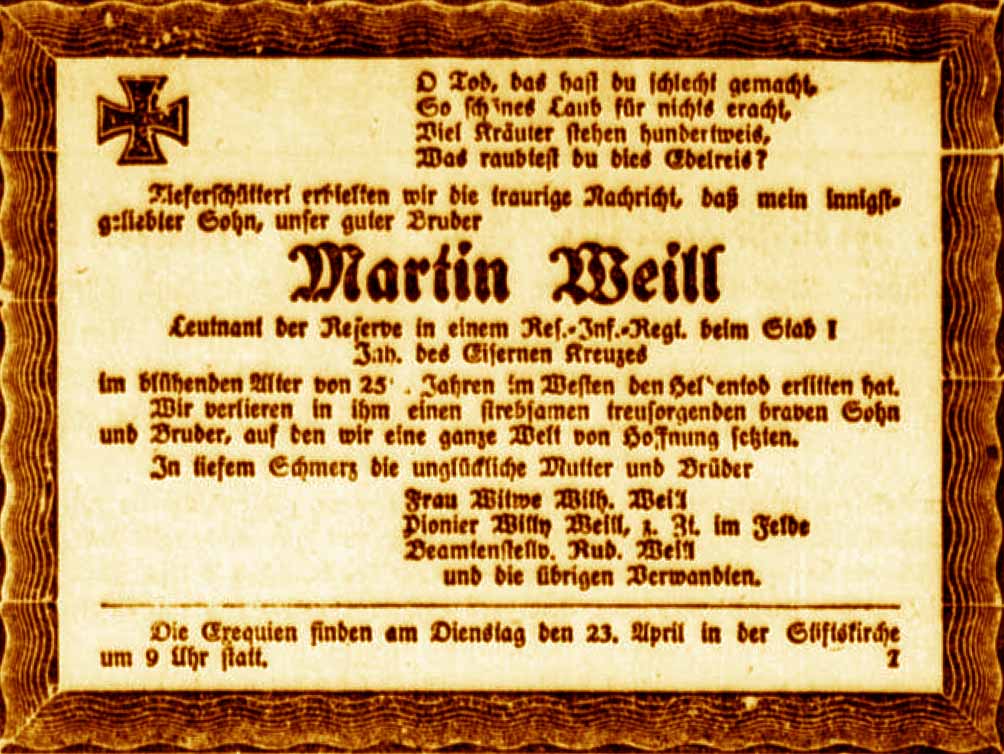 O Tod, das hast du schlecht gemacht,
So schönes Laub für nichts eracht,
Viel Kräuter stehen hundertweis,
Was raubtest du dies Edelreis?
Tieferschüttert erhielten wir die traurige Nachricht, daß mein innigst-
geliebter Sohn, unser guter Bruder
Martin Weill
Leutnant der Reserve in einem Res.-Inf.-Regt. beim Stab I
Inh. des Eisernen Kreuzes
im blühenden Alter von Jahren im Westen den Heldentod erlitten hat.
Wir verlieren in ihm einen strebsamen treusorgenden braven Sohn
und Bruder, auf den wir eine ganze Welt von Hoffnung setzten.
In tiefem Schmerz die unglückliche Mutter und Brüder
Frau Witwe Wilh. Weill
Pionier Willy Weill, z. Zt. im Felde
Beamtenstellv. Rud. Weill
und die übrigen Verwandten.
Die Exequien finden am Dienstag den 23. April in der Stiftskirche
um 9 Uhr statt.